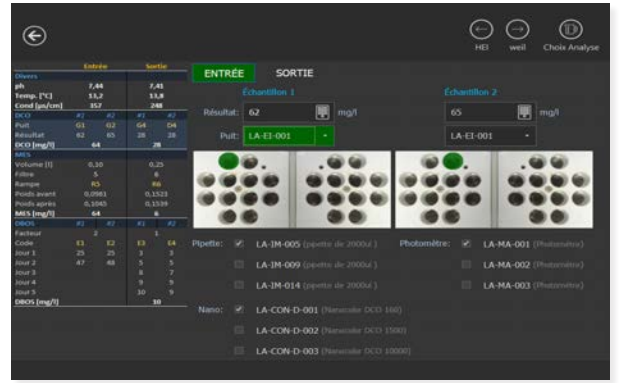 HEI weil Choix Analyse
Entrée Sortie
Divers
ph 7,44 7,41
Temp. [°C] 13,2 13,8
Cond [µs/cm] 357 248
DCO #1 #2 #1 #2
Puit G1 G2 G4 D4
Résultat 62 65 28 28
DCO [mg/l] 64 28
MES
Volume [l] 0,10 0,25
Filtre 5 6
Rampe R5 R6
Poids avant 0,0981 0,1523
Poids après 0,1045 0,1539
MES [mg/l] 64 6
DBO5 #1 #2 #1 #2
Facteur 2 1
Code E1 E2 E3 E4
Jour 1 25 25 3 3
Jour 2 47 48 5 5
Jour 3 8 7
Jour 4 9 9
Jour 5 10 9
DBO5 [mg/l] 10
ENTRÉE SORTIE
Échantillon 1 Échantillon 2
Résultat: 62 mg/l 65 mg/l
Puit: LA-EI-001 LA-EI-001
Pipette: LA-IM-005 (pipette de 2000ul ) Photomètre: LA-MA-001 (Photomètre)
LA-IM-009 (pipette de 2000ul ) LA-MA-002 (Photomètre)
LA-IM-014 (pipette de 2000ul ) LA-MA-003 (Photomètre)
Nano: LA-CON-D-001 (Nanocolor DCO 160)
LA-CON-D-002 (Nanocolor DCO 1500)
LA-CON-D-003 (Nanocolor DCO 10000)